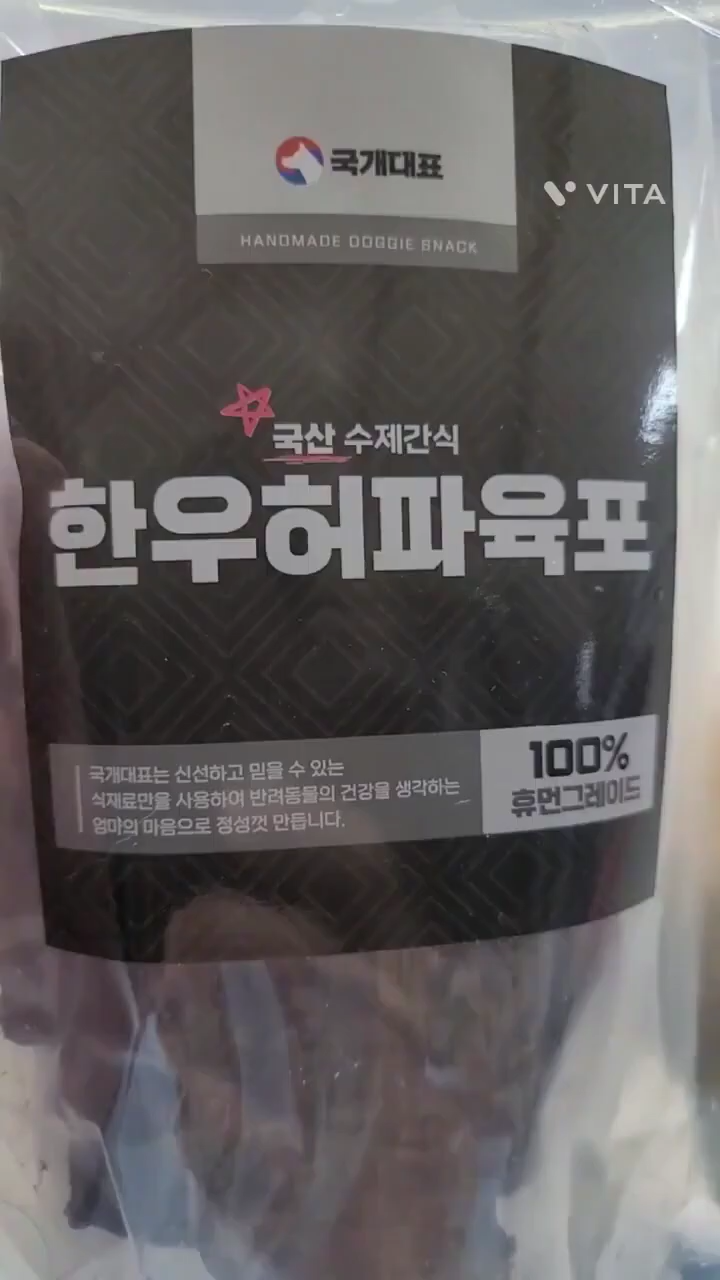 국개대표
VITA
HANDMADE DOGGIE SNACK
국산 수제간식
한우허파육포
국개대표는 신선하고 믿을 수 있는
식재료만을 사용하여 반려동물의 건강을 생각하는
엄마의 마음으로 정성껏 만듭니다.
100%
휴먼그레이드